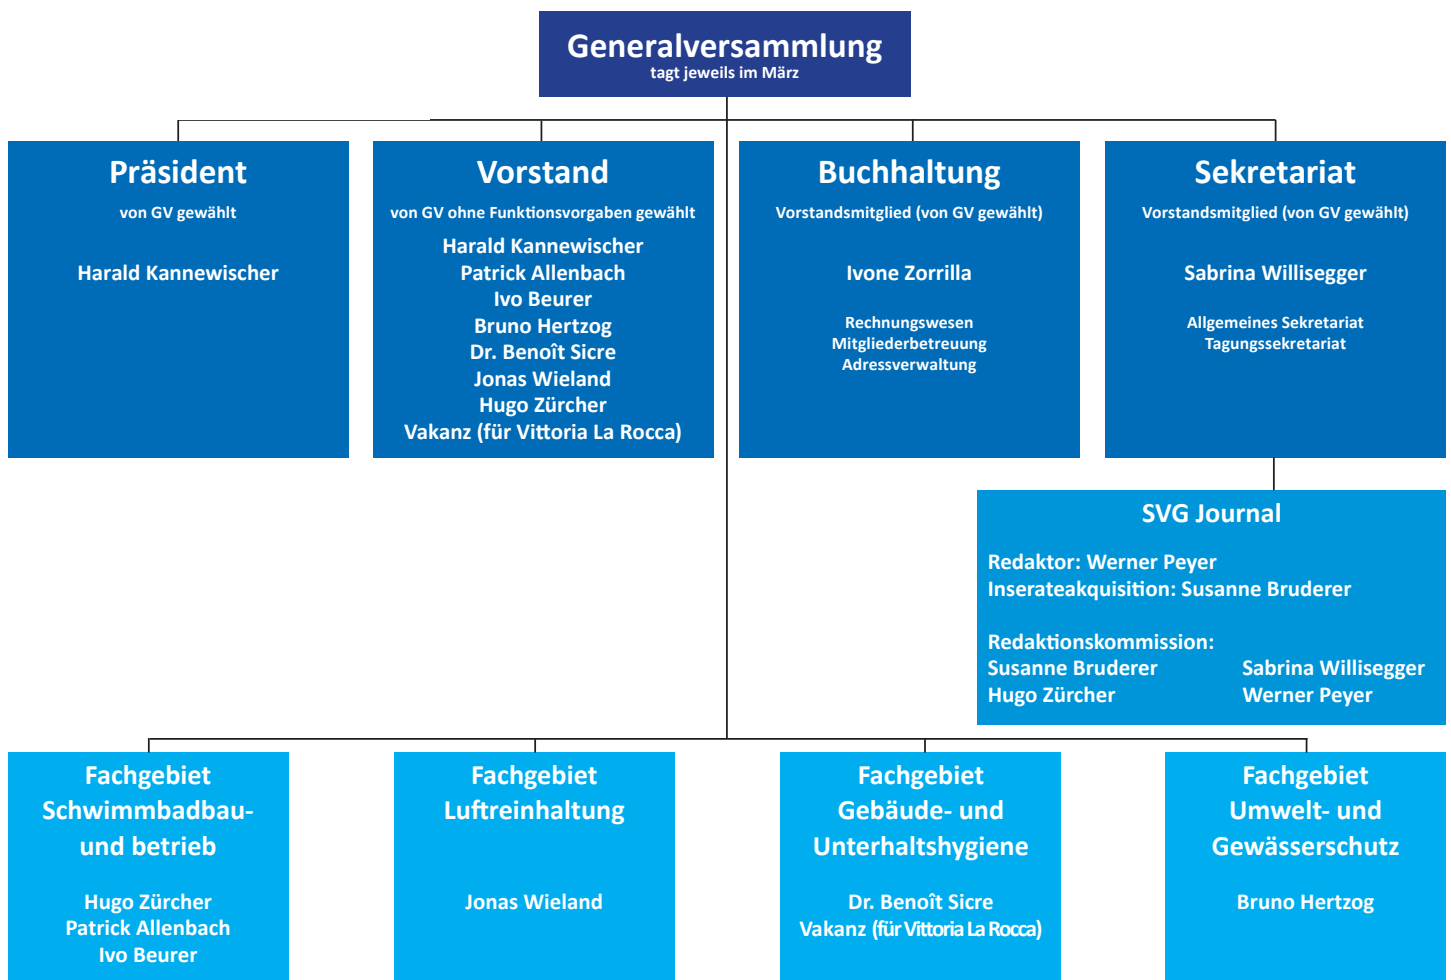 Generalversammlung
tagt jeweils im März
Präsident
von GV gewählt
Harald Kannewischer
Vorstand
von GV ohne Funktionsvorgaben gewählt
Harald Kannewischer
Patrick Allenbach
Ivo Beurer
Bruno Hertzog
Dr. Benoît Sicre
Jonas Wieland
Hugo Zürcher
Vakanz (für Vittoria La Rocca)
Buchhaltung
Vorstandsmitglied (von GV gewählt)
Ivone Zorrilla
Rechnungswesen
Mitgliederbetreuung
Adressverwaltung
Sekretariat
Vorstandsmitglied (von GV gewählt)
Sabrina Willisegger
Allgemeines Sekretariat
Tagungssekretariat
SVG Journal
Redaktor: Werner Peyer
Inserateakquisition: Susanne Bruderer
Redaktionskommission:
Susanne Bruderer Sabrina Willisegger
Hugo Zürcher Werner Peyer
Fachgebiet
Schwimmbadbau-
und betrieb
Hugo Zürcher
Patrick Allenbach
Ivo Beurer
Fachgebiet
Luftreinhaltung
Jonas Wieland
Fachgebiet
Gebäude- und
Unterhaltshygiene
Dr. Benoît Sicre
Vakanz (für Vittoria La Rocca)
Fachgebiet
Umwelt- und
Gewässerschutz
Bruno Hertzog